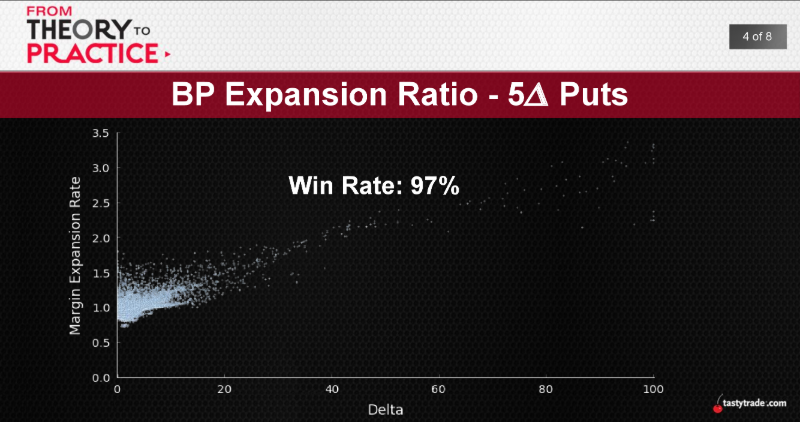 FROM
THEORY TO
PRACTICE
4 of 8
BP Expansion Ratio - 5Δ Puts
Win Rate: 97%
Margin Expansion Rate
3.5
3.0
2.5
2.0
1.5
1.0
0.5
0.0
0 20 40 60 80 100
Delta
tastytrade.com